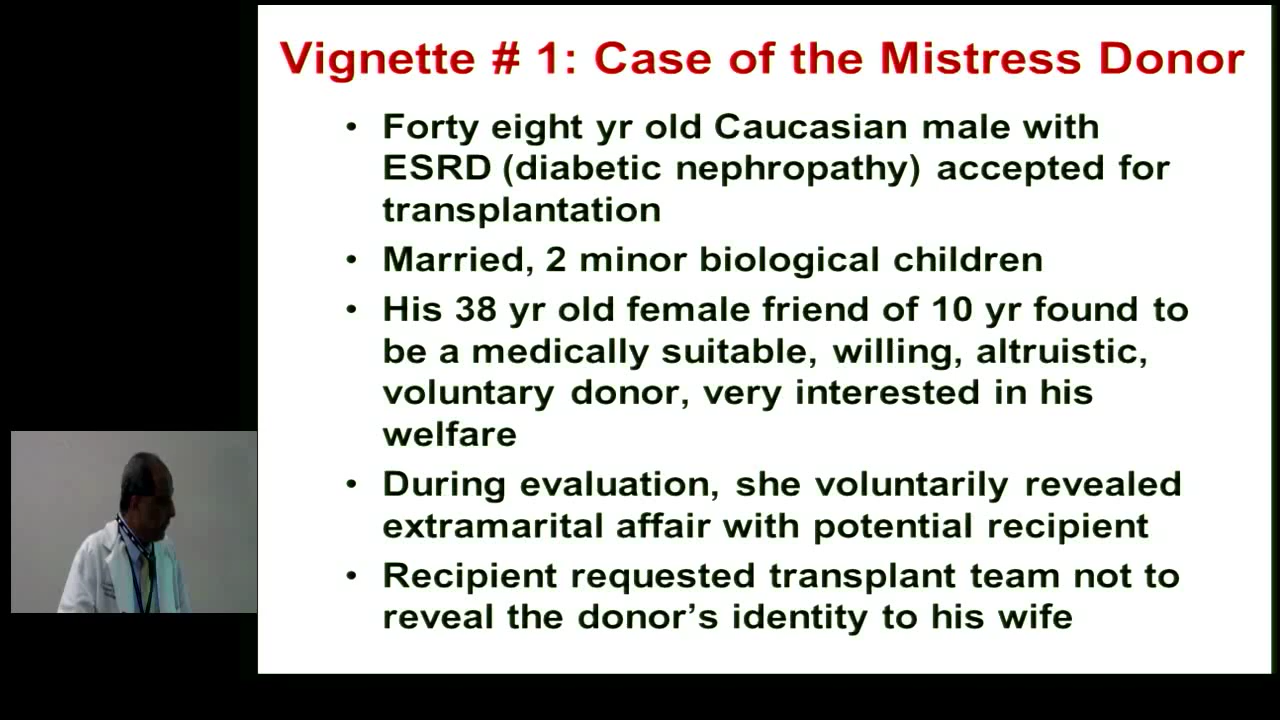 Vignette # 1: Case of the Mistress Donor
• Forty eight yr old Caucasian male with
ESRD (diabetic nephropathy) accepted for
transplantation
• Married, 2 minor biological children
• His 38 yr old female friend of 10 yr found to
be a medically suitable, willing, altruistic,
voluntary donor, very interested in his
welfare
• During evaluation, she voluntarily revealed
extramarital affair with potential recipient
• Recipient requested transplant team not to
reveal the donor’s identity to his wife